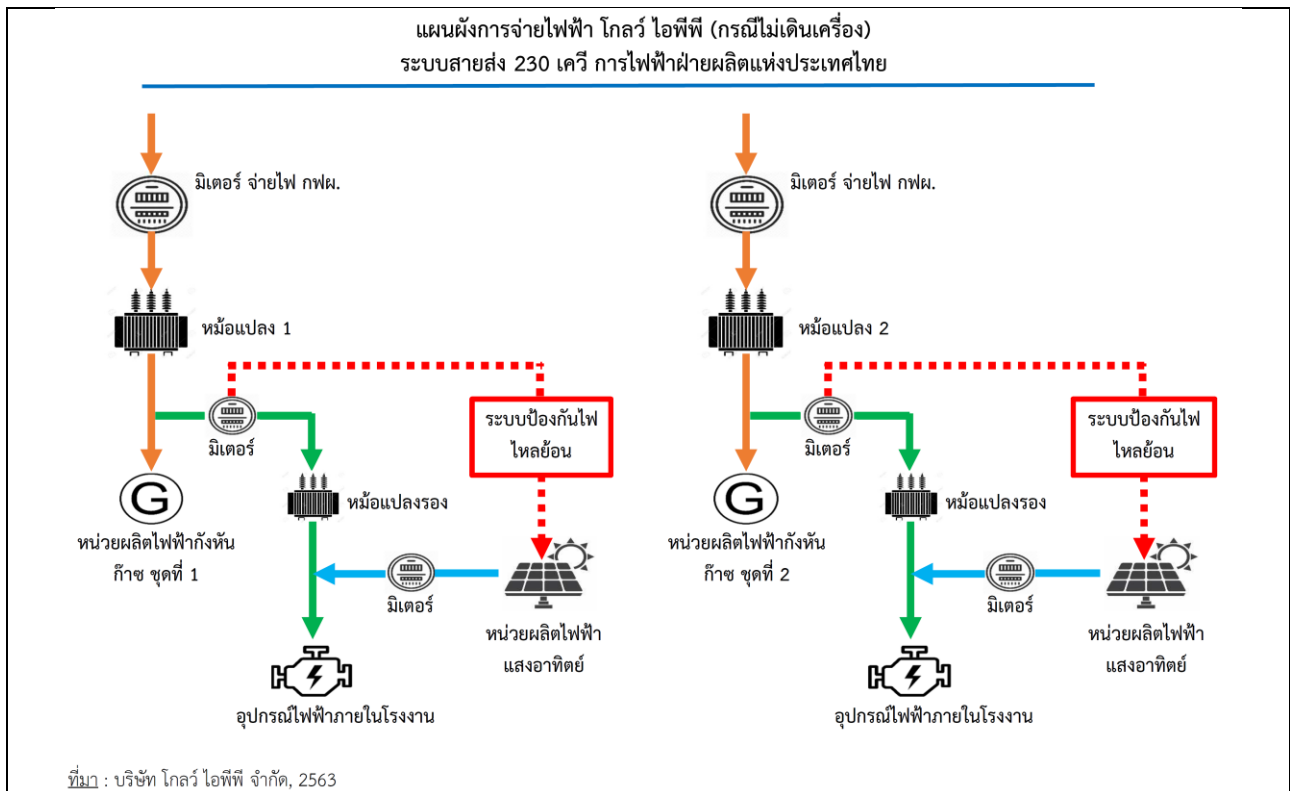 แผนผังการจ่ายไฟฟ้า โกลว์ ไอพีพี (กรณีไม่เดินเครื่อง)
ระบบสายส่ง 230 เควี การไฟฟ้าฝ่ายผลิตแห่งประเทศไทย
มิเตอร์ จ่ายไฟ กฟผ.
หม้อแปลง 1
มิเตอร์
ระบบป้องกันไฟ
ไหลย้อน
G
หม้อแปลงรอง
หน่วยผลิตไฟฟ้ากังหัน
ก๊าซ ชุดที่ 1
มิเตอร์
หน่วยผลิตไฟฟ้า
แสงอาทิตย์
อุปกรณ์ไฟฟ้าภายในโรงงาน
มิเตอร์ จ่ายไฟ กฟผ.
หม้อแปลง 2
มิเตอร์
ระบบป้องกันไฟ
ไหลย้อน
G
หม้อแปลงรอง
หน่วยผลิตไฟฟ้ากังหัน
ก๊าซ ชุดที่ 2
มิเตอร์
หน่วยผลิตไฟฟ้า
แสงอาทิตย์
อุปกรณ์ไฟฟ้าภายในโรงงาน
ที่มา : บริษัท โกลว์ ไอพีพี จำกัด, 2563